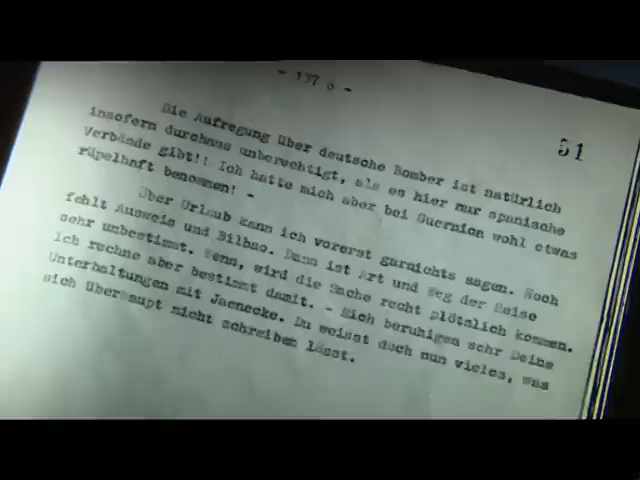 - 137 o -
51
Die Aufregung über deutsche Bomber ist natürlich
insofern durchaus unberechtigt, als es hier nur spanische
Verbände gibt!! Ich hatte mich aber bei Guernica wohl etwas
rüpelhaft benommen! -
Über Urlaub kann ich vorerst garnichts sagen. Noch
fehlt Ausweis und Bilbao. Dann ist Art und Weg der Reise
sehr unbestimmt. Wenn, wird die Sache recht plötzlich kommen.
Ich rechne aber bestimmt damit. - Mich beruhigen sehr Deine
Unterhaltungen mit Jaenecke. Du weisst doch nun vieles, was
sich überhaupt nicht schreiben lässt.